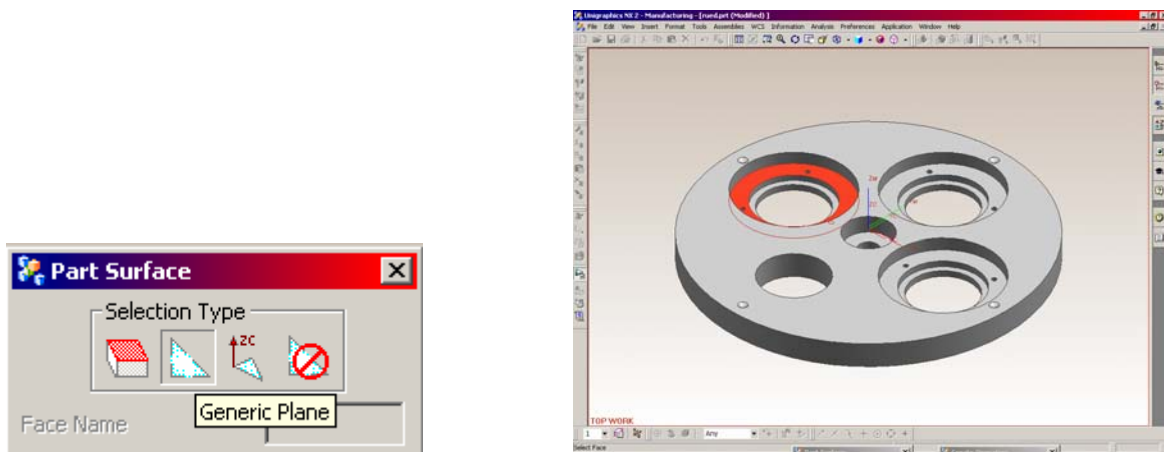 Part Surface
Selection Type
ZC
Generic Plane
Face Name
Unigraphics NX 2 - Manufacturing - [rued.prt (Modified) ]
File Edit View Insert Format Tools Assemblies WCS Information Analysis Preferences Application Window Help
TOP WORK
1
Any
Select Face